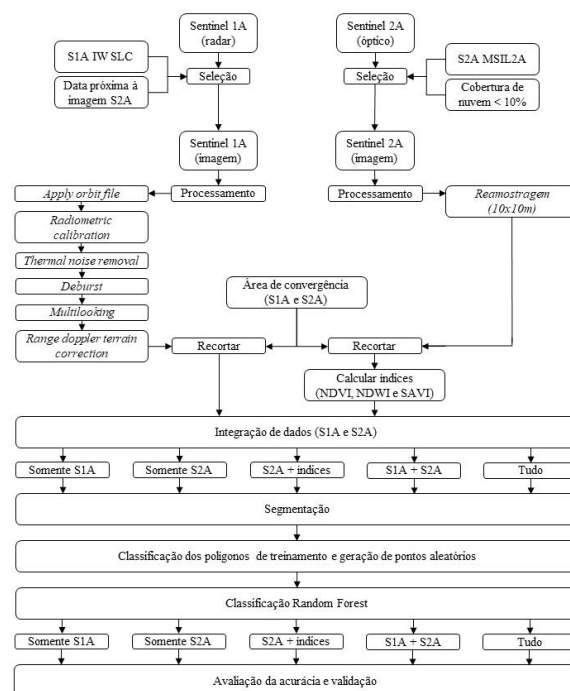 Sentinel 1A
(radar)
Sentinel 2A
(óptico)
S1A IW SLC
Data próxima à
imagem S2A
Seleção
Seleção
S2A MSIL2A
Cobertura de
nuvem < 10%
Sentinel 1A
(imagem)
Sentinel 2A
(imagem)
Apply orbit file
Processamento
Processamento
Reamostragem
(10x10m)
Radiometric
calibration
Thermal noise removal
Deburst
Multilooking
Range doppler terrain
correction
Área de convergência
(S1A e S2A)
Recortar
Recortar
Calcular indices
(NDVI, NDWI e SAVI)
Integração de dados (S1A e S2A)
Somente S1A
Somente S2A
S2A + indices
S1A + S2A
Tudo
Segmentação
Classificação dos poligonos de treinamento e geração de pontos aleatórios
Classificação Random Forest
Somente S1A
Somente S2A
S2A + indices
S1A + S2A
Tudo
Avaliação da acurácia e validação